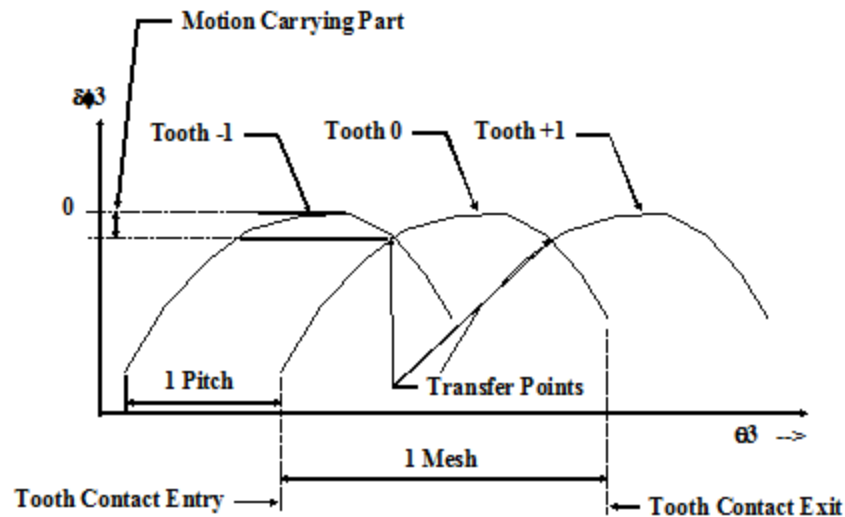 Motion Carrying Part
δϕ3
Tooth -1
Tooth 0
Tooth +1
0
1 Pitch
Transfer Points
θ3 -->
1 Mesh
Tooth Contact Entry
Tooth Contact Exit